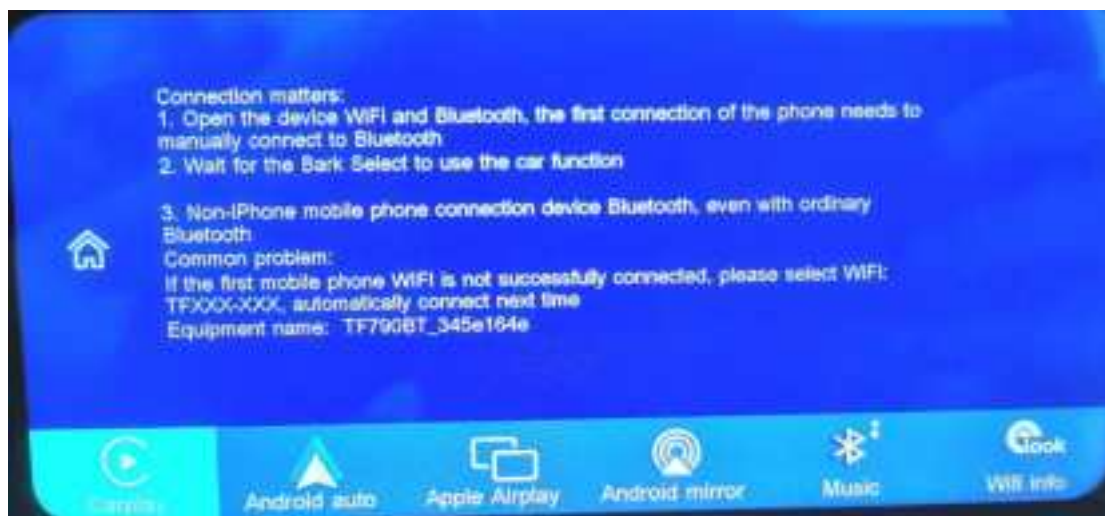 Connection matters:
1. Open the device WiFi and Bluetooth, the first connection of the phone needs to
manually connect to Bluetooth
2. Wait for the Bark Select to use the car function
3. Non-iPhone mobile phone connection device Bluetooth, even with ordinary
Bluetooth
Common problem:
If the first mobile phone WIFI is not successfully connected, please select WIFI:
TFXXX-XXX, automatically connect next time
Equipment name: TF790BT_345e164e
Carplay
Android auto
Apple Airplay
Android mirror
Music
Wifi info